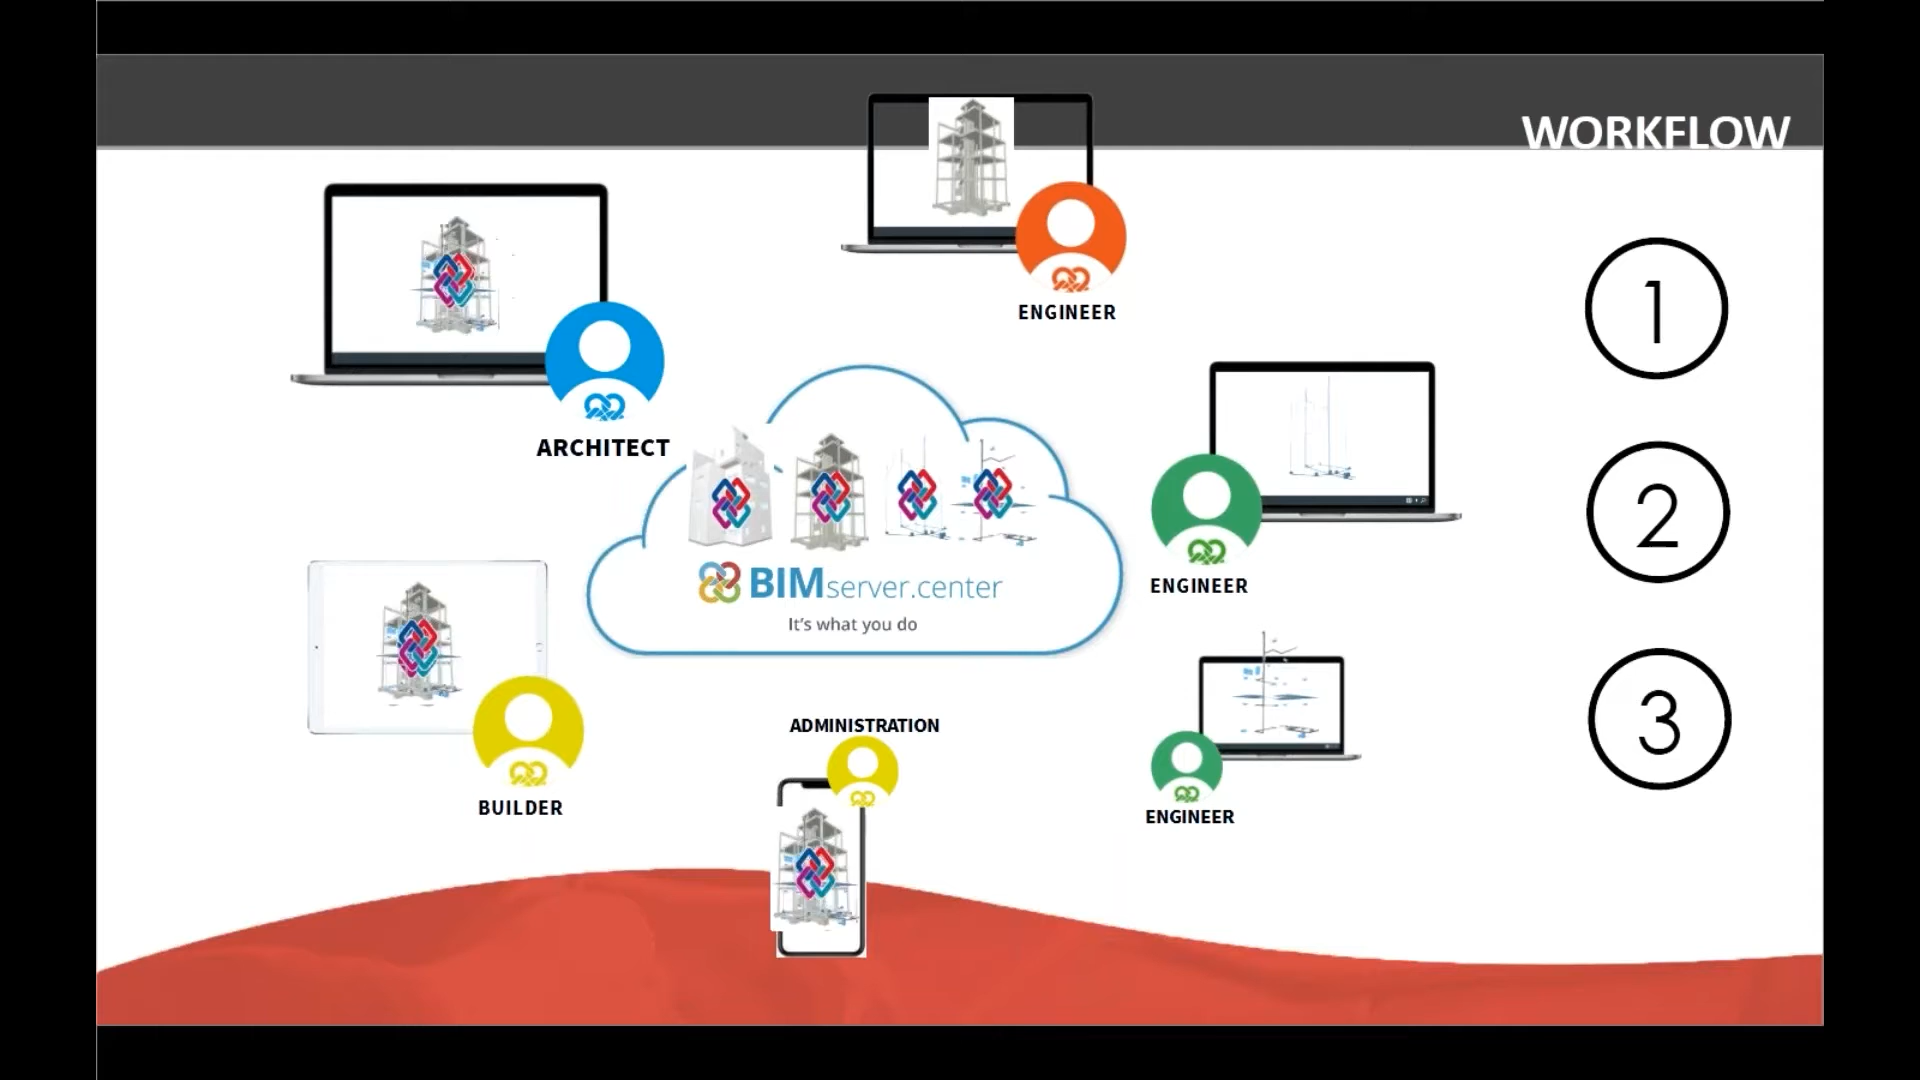 WORKFLOW
ENGINEER
ARCHITECT
1
ENGINEER
2
BIMserver.center
It's what you do
BUILDER
ADMINISTRATION
ENGINEER
3